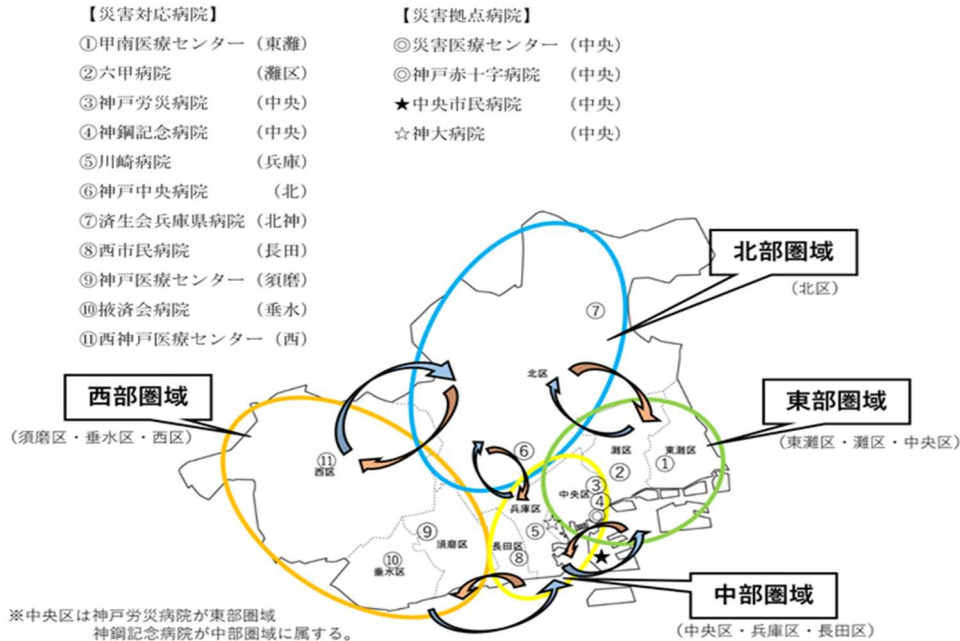 【災害対応病院】
①甲南医療センター（東灘）
②六甲病院（灘区）
③神戸労災病院（中央）
④神鋼記念病院（中央）
⑤川崎病院（兵庫）
⑥神戸中央病院（北）
⑦済生会兵庫県病院（北神）
⑧西市民病院（長田）
⑨神戸医療センター（須磨）
⑩掖済会病院（垂水）
⑪西神戸医療センター（西）
【災害拠点病院】
◎災害医療センター（中央）
◎神戸赤十字病院（中央）
★中央市民病院（中央）
☆神大病院（中央）
北部圏域
（北区）
⑦
北区
西部圏域
（須磨区・垂水区・西区）
東部圏域
（東灘区・灘区・中央区）
⑥
灘区
東灘区
⑪
西区
②
①
③
中央区
④
兵庫区
◎
☆
⑤
⑨
須磨区
長田区
⑧
★
⑩
垂水区
中部圏域
（中央区・兵庫区・長田区）
※中央区は神戸労災病院が東部圏域
神鋼記念病院が中部圏域に属する。